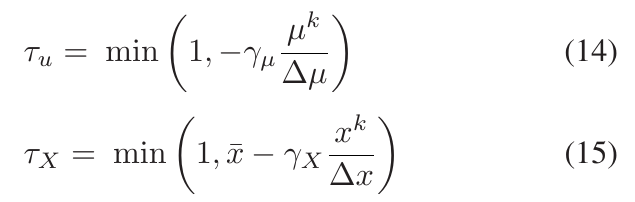 τ_u = min(1, −γ_μ μ^k/Δμ) (14)
τ_X = min(1, x̄ − γ_X x^k/Δx) (15)